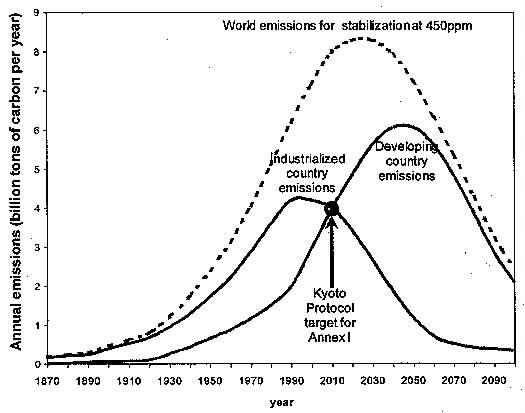 World emissions for stabilization at 450ppm
Annual emissions (billion tons of carbon per year)
9
8
7
6
5
4
3
2
1
0
Industrialized
country
emissions
Developing
country
emissions
Kyoto
Protocol
target for
Annex I
1870 1890 1910 1930 1950 1970 1990 2010 2030 2050 2070 2090
year